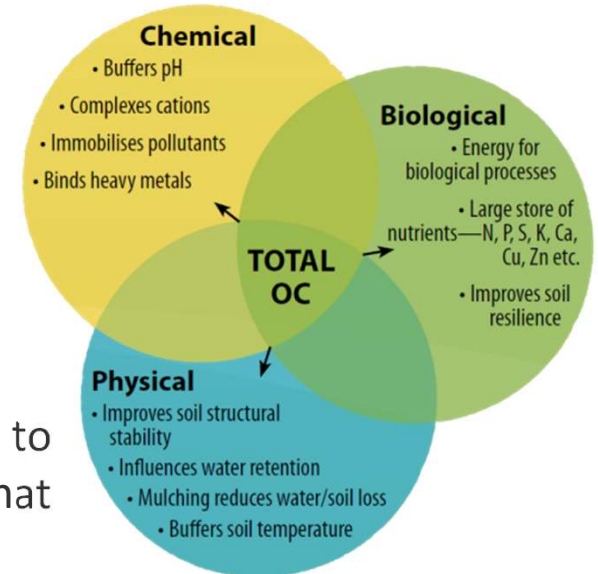 Chemical
• Buffers pH
• Complexes cations
• Immobilises pollutants
• Binds heavy metals
Biological
• Energy for
biological processes
• Large store of
nutrients—N, P, S, K, Ca,
Cu, Zn etc.
• Improves soil
resilience
TOTAL
OC
Physical
• Improves soil structural
stability
• Influences water retention
• Mulching reduces water/soil loss
• Buffers soil temperature
to